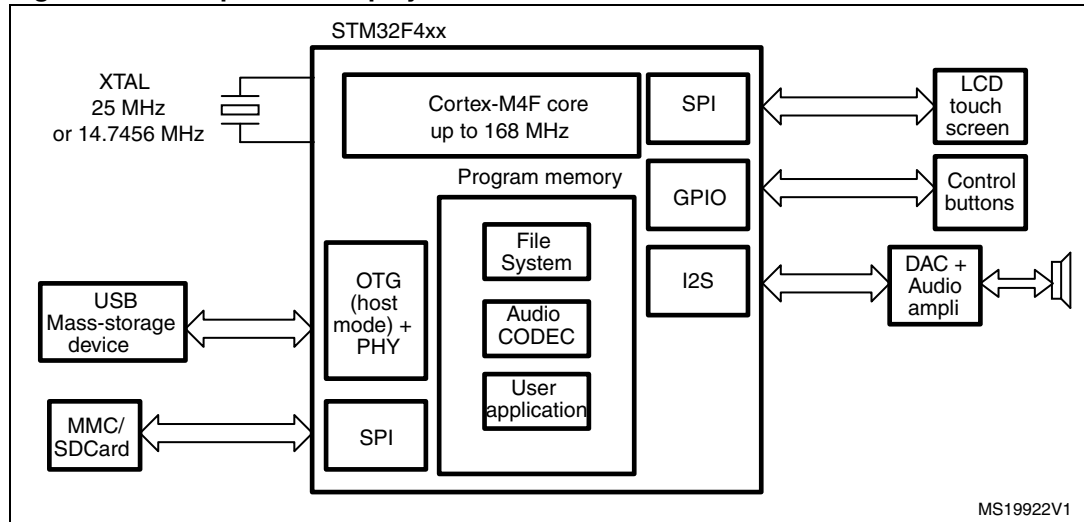 STM32F4xx
XTAL
25 MHz
or 14.7456 MHz
Cortex-M4F core
up to 168 MHz
SPI
LCD
touch
screen
Program memory
GPIO
Control
buttons
File
System
OTG
(host
mode) +
PHY
I2S
DAC +
Audio
ampli
USB
Mass-storage
device
Audio
CODEC
User
application
MMC/
SDCard
SPI
MS19922V1